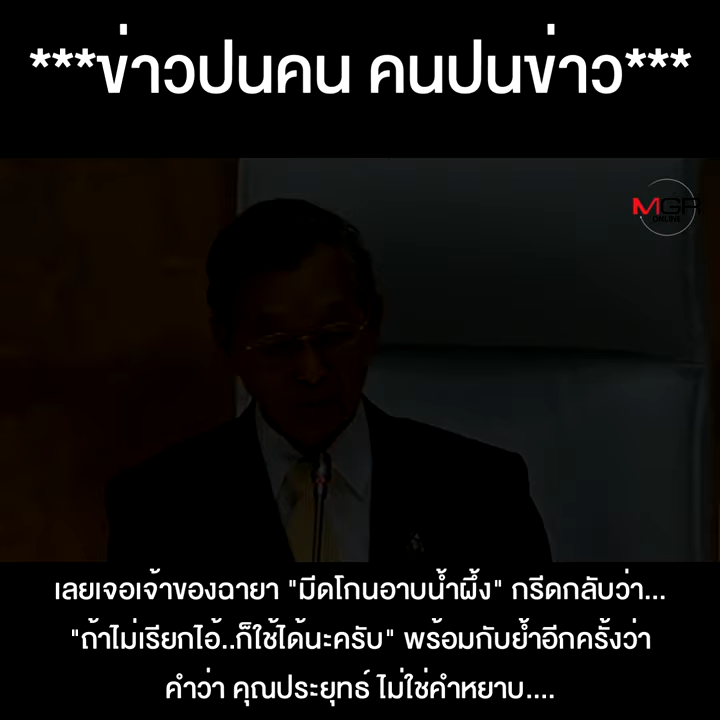 ***ข่าวปนคน คนปนข่าว***
MGR
ONLINE
เลยเจอเจ้าของฉายา "มีดโกนอาบน้ำผึ้ง" กรีดกลับว่า...
"ถ้าไม่เรียกไอ้..ก็ใช้ได้นะครับ" พร้อมกับย้ำอีกครั้งว่า
คำว่า คุณประยุทธ์ ไม่ใช่คำหยาบ....